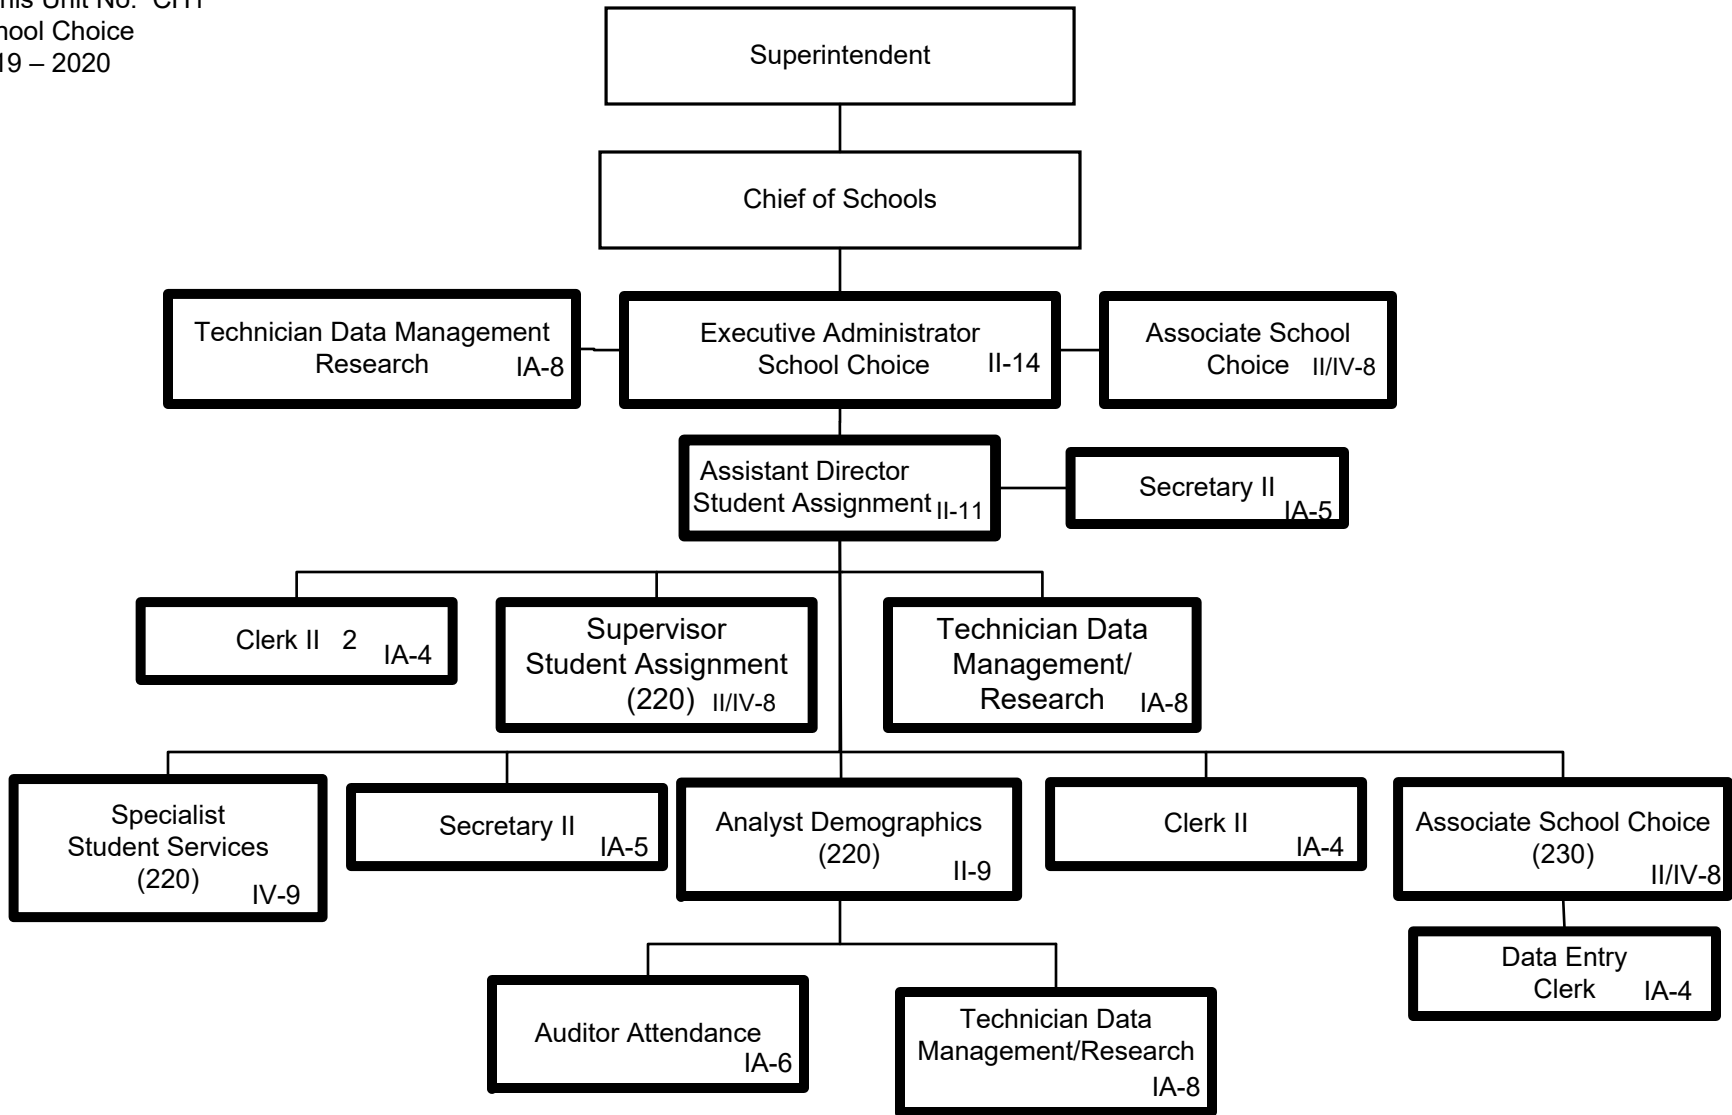 Unit No.
Choice
– 2020
Superintendent
Chief of Schools
Technician Data Management
Research IA-8
Executive Administrator
School Choice II-14
Associate School
Choice II/IV-8
Assistant Director
Student Assignment II-11
Secretary II
IA-5
Clerk II 2
IA-4
Supervisor
Student Assignment
(220) II/IV-8
Technician Data
Management/
Research IA-8
Specialist
Student Services
(220)
IV-9
Secretary II
IA-5
Analyst Demographics
(220)
II-9
Clerk II
IA-4
Associate School Choice
(230)
II/IV-8
Auditor Attendance
IA-6
Technician Data
Management/Research
IA-8
Data Entry
Clerk IA-4